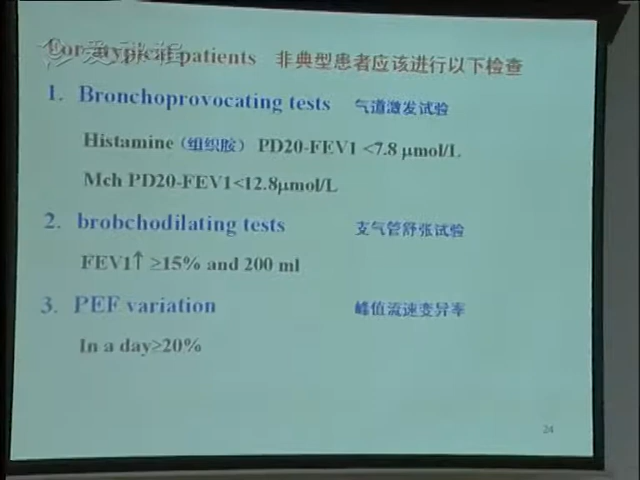 For atypical patients 非典型患者应该进行以下检查
1. Bronchoprovocating tests 气道激发试验
Histamine（组织胺）PD20-FEV1 <7.8 μmol/L
Mch PD20-FEV1<12.8μmol/L
2. brobchodilating tests 支气管舒张试验
FEV1↑ ≥15% and 200 ml
3. PEF variation 峰值流速变异率
In a day≥20%
24